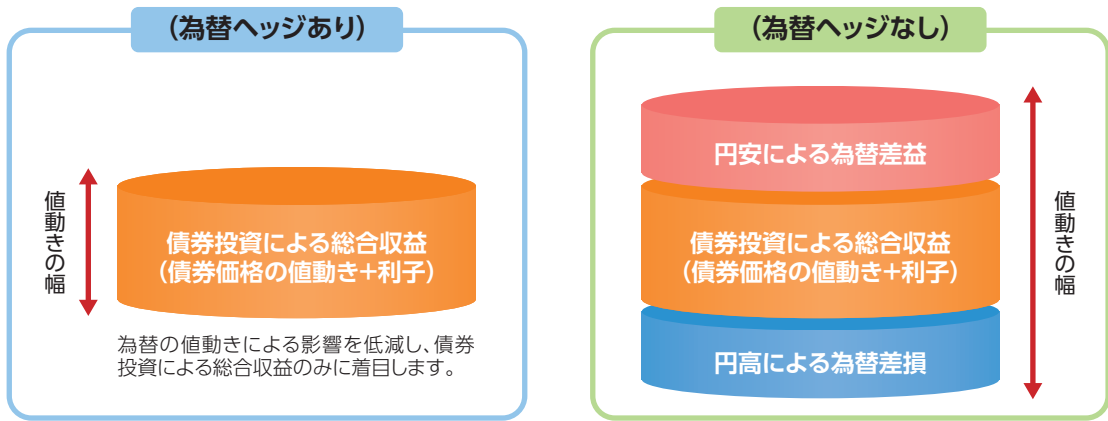 (為替ヘッジあり)
値動きの幅
債券投資による総合収益
(債券価格の値動き+利子)
為替の値動きによる影響を低減し、債券
投資による総合収益のみに着目します。
(為替ヘッジなし)
円安による為替差益
債券投資による総合収益
(債券価格の値動き+利子)
円高による為替差損
値動きの幅